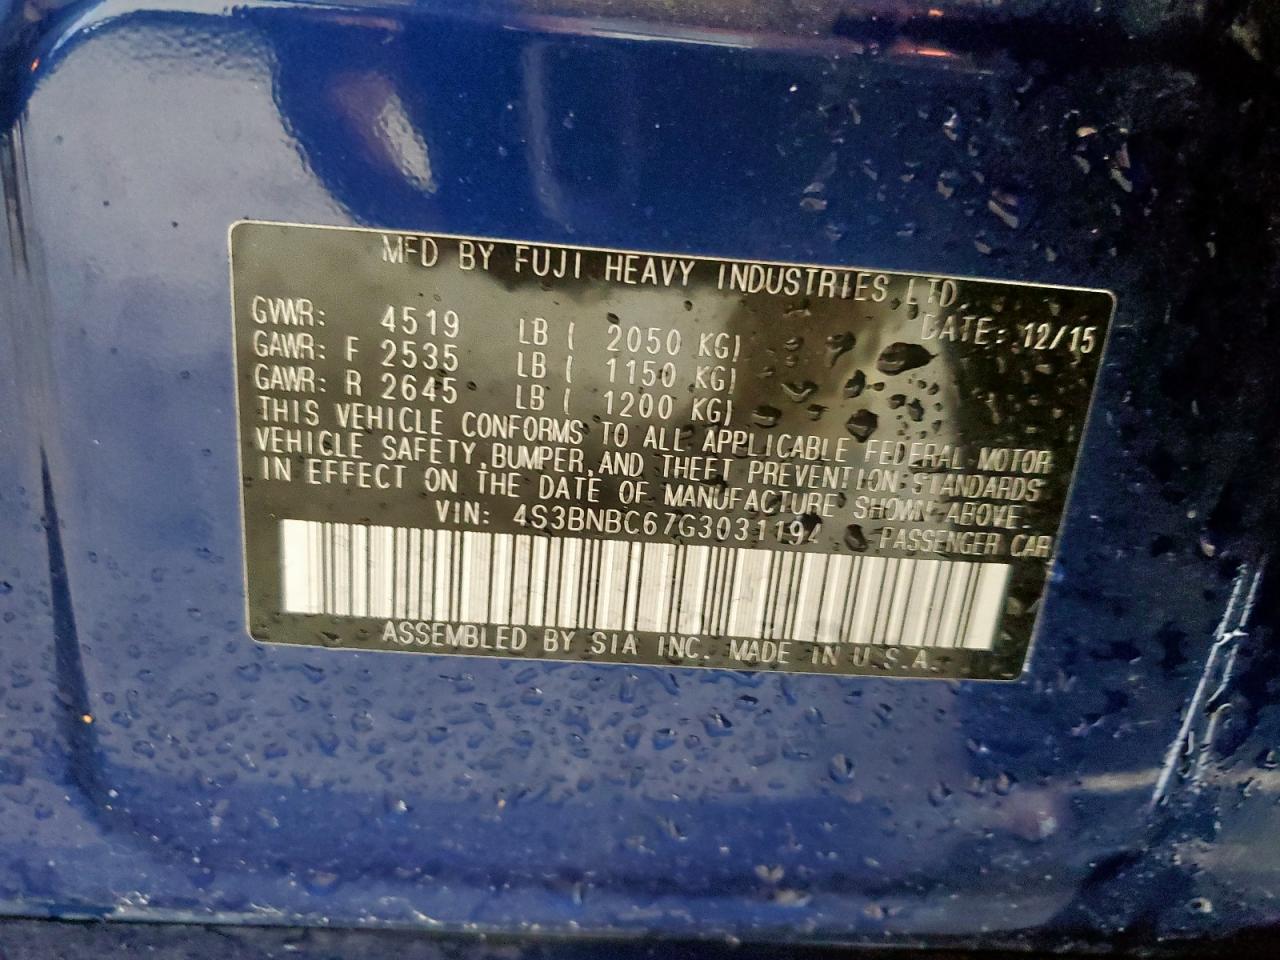 MFD BY FUJI HEAVY INDUSTRIES LTD.
DATE: 12/15
GVWR: 4519 LB ( 2050 KG)
GAWR: F 2535 LB ( 1150 KG)
GAWR: R 2645 LB ( 1200 KG)
THIS VEHICLE CONFORMS TO ALL APPLICABLE FEDERAL MOTOR
VEHICLE SAFETY,BUMPER,AND THEFT PREVENTION STANDARDS
IN EFFECT ON THE DATE OF MANUFACTURE SHOWN ABOVE.
VIN: 4S3BNBC67G3031194 PASSENGER CAR
ASSEMBLED BY SIA INC. MADE IN U.S.A.